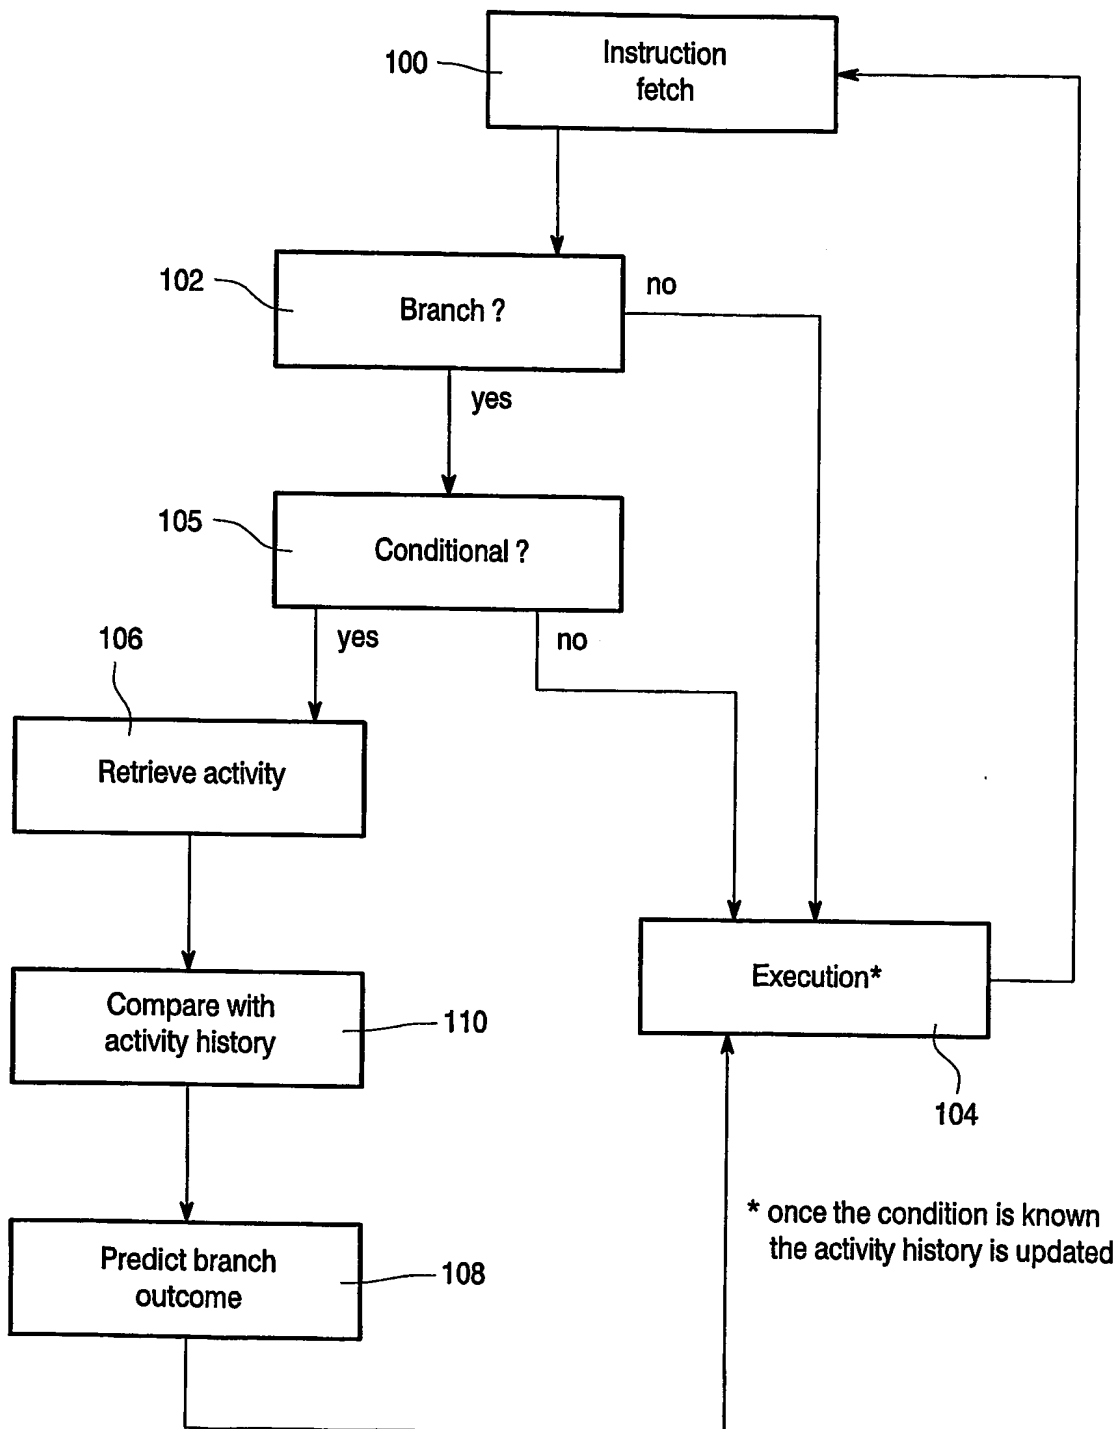 Instruction
fetch
100
102
Branch ?
no
yes
105
Conditional ?
yes
no
106
Retrieve activity
Compare with
activity history
110
Execution*
104
* once the condition is known
the activity history is updated
Predict branch
outcome
108